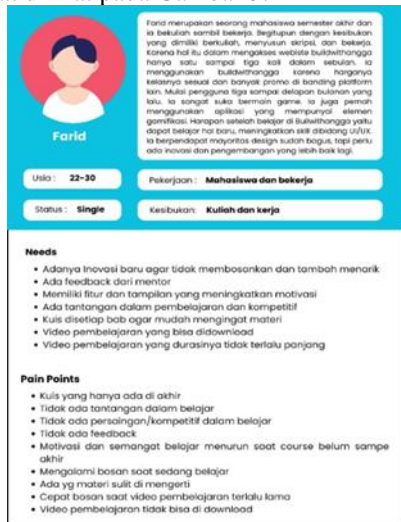 Farid merupakan seorang mahasiswa semester akhir dan
ia bekuliah sambil bekerja. Begitupun dengan kesibukan
yang dimiliki berkuliah, menyusun skripsi, dan bekerja.
Karena hal itu dalam mengakses webiste buildwithangga
hanya satu sampai tiga kali dalam sebulan. Ia
menggunakan buildwithangga karena harganya
kelasnya sesuai dan banyak promo di banding platform
lain. Mulai pengguna tiga sampai delapan bulanan yang
lalu. Ia sangat suka bermain game. Ia juga pernah
menggunakan aplikasi yang mempunyai elemen
gamifikasi. Harapan setelah belajar di Builwithangga yaitu
dapat belajar hal baru, meningkatkan skill dibidang UI/UX.
Ia berpendapat mayoritas design sudah bagus, tapi perlu
ada inovasi dan pengembangan yang lebih baik lagi.
Farid
Usia : 22-30
Pekerjaan : Mahasiswa dan bekerja
Status : Single
Kesibukan: Kuliah dan kerja
Needs
• Adanya Inovasi baru agar tidak membosankan dan tambah menarik
• Ada feedback dari mentor
• Memiliki fitur dan tampilan yang meningkatkan motivasi
• Ada tantangan dalam pembelajaran dan kompetitif
• Kuis disetiap bab agar mudah mengingat materi
• Video pembelajaran yang bisa didownload
• Video pembelajaran yang durasinya tidak terlalu panjang
Pain Points
• Kuis yang hanya ada di akhir
• Tidak ada tantangan dalam belajar
• Tidak ada persaingan/kompetitif dalam belajar
• Tidak ada feedback
• Motivasi dan semangat belajar menurun saat course belum sampe
akhir
• Mengalami bosan saat sedang belajar
• Ada yg materi sulit di mengerti
• Cepat bosan saat video pembelajaran terlalu lama
• Video pembelajaran tidak bisa di download